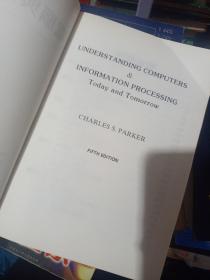 UNDERSTANDING COMPUTERS
&
INFORMATION PROCESSING
Today and Tomorrow
CHARLES S. PARKER
FIFTH EDITION